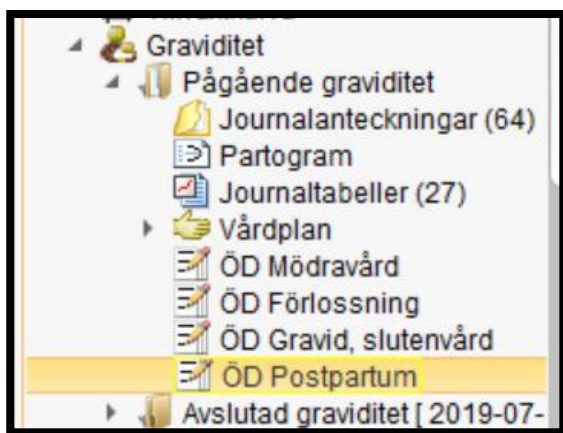 Graviditet
Pågående graviditet
Journalanteckningar (64)
Partogram
Journaltabeller (27)
Vårdplan
ÖD Mödravård
ÖD Förlossning
ÖD Gravid, slutenvård
ÖD Postpartum
Avslutad graviditet [ 2019-07-